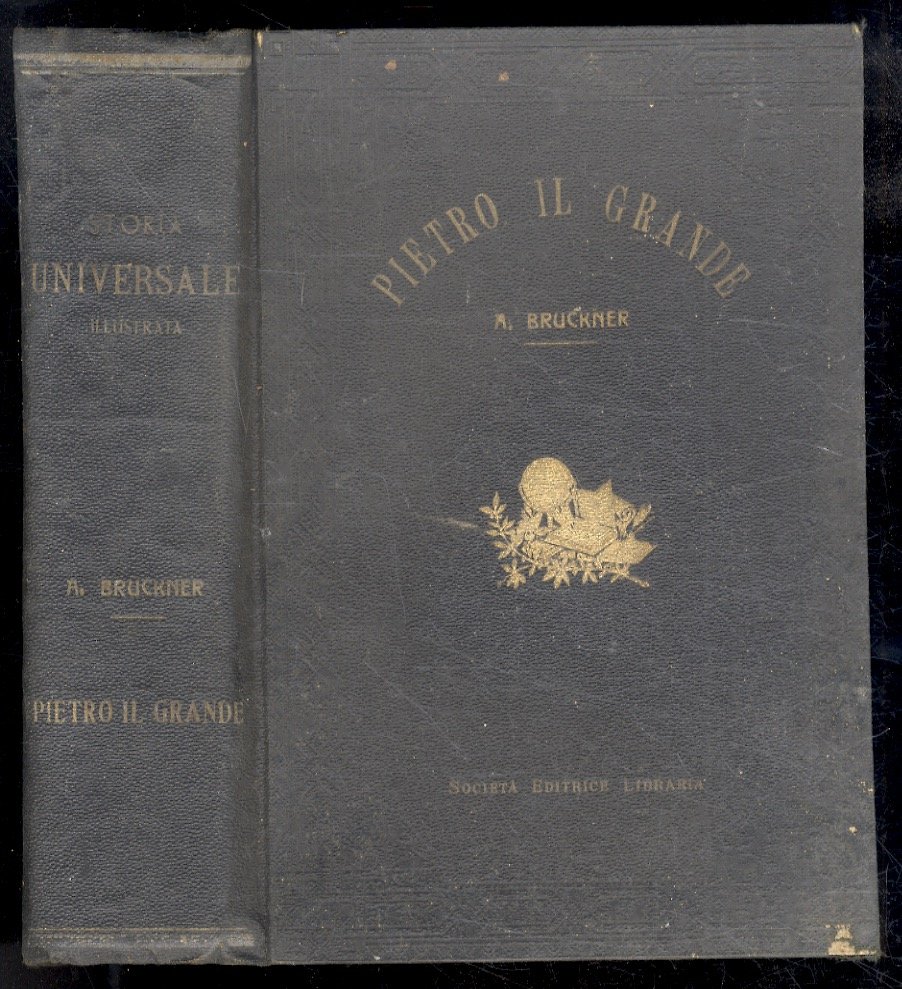 STORIA
UNIVERSALE
ILLUSTRATA
A. BRUCKNER
PIETRO IL GRANDE
PIETRO IL GRANDE
A. BRUCKNER
SOCIETÀ EDITRICE LIBRARIA